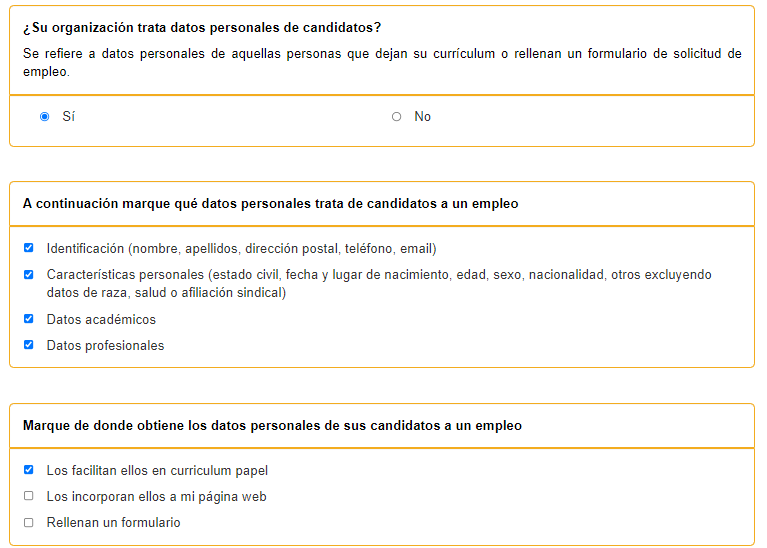 ¿Su organización trata datos personales de candidatos?
Se refiere a datos personales de aquellas personas que dejan su currículum o rellenan un formulario de solicitud de
empleo.
Sí
No
A continuación marque qué datos personales trata de candidatos a un empleo
Identificación (nombre, apellidos, dirección postal, teléfono, email)
Características personales (estado civil, fecha y lugar de nacimiento, edad, sexo, nacionalidad, otros excluyendo
datos de raza, salud o afiliación sindical)
Datos académicos
Datos profesionales
Marque de donde obtiene los datos personales de sus candidatos a un empleo
Los facilitan ellos en curriculum papel
Los incorporan ellos a mi página web
Rellenan un formulario